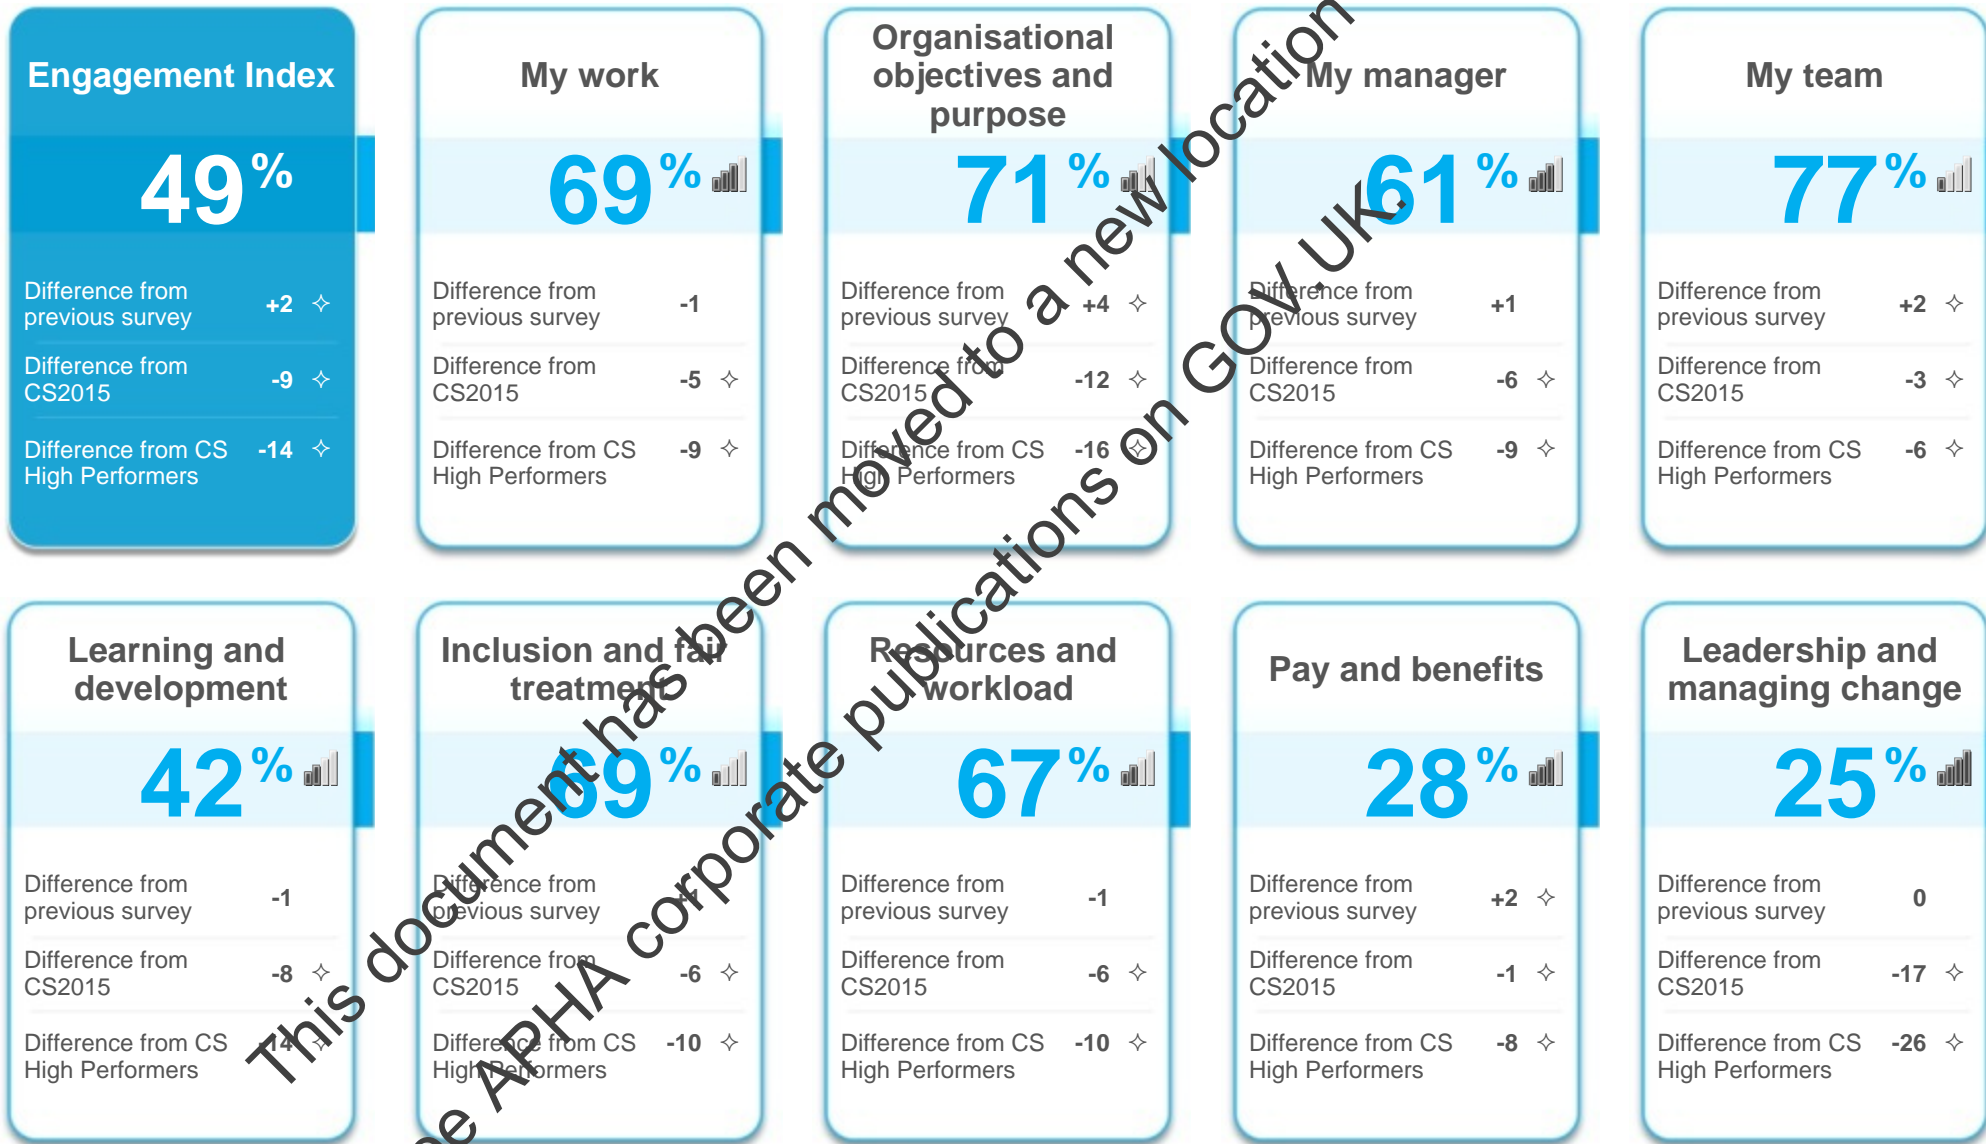 Engagement Index
49%
Difference from
previous survey +2 ✧
Difference from
CS2015 -9 ✧
Difference from CS
High Performers -14 ✧
My work
69%
Difference from
previous survey -1
Difference from
CS2015 -5 ✧
Difference from CS
High Performers -9 ✧
Organisational
objectives and
purpose
71%
Difference from
previous survey +4 ✧
Difference from
CS2015 -12 ✧
Difference from CS
High Performers -16 ✧
My manager
61%
Difference from
previous survey +1
Difference from
CS2015 -6 ✧
Difference from CS
High Performers -9 ✧
My team
77%
Difference from
previous survey +2 ✧
Difference from
CS2015 -3 ✧
Difference from CS
High Performers -6 ✧
Learning and
development
42%
Difference from
previous survey -1
Difference from
CS2015 -8 ✧
Difference from CS
High Performers -14 ✧
Inclusion and fair
treatment
69%
Difference from
previous survey
Difference from
CS2015 -6 ✧
Difference from CS
High Performers -10 ✧
Resources and
workload
67%
Difference from
previous survey -1
Difference from
CS2015 -6 ✧
Difference from CS
High Performers -10 ✧
Pay and benefits
28%
Difference from
previous survey +2 ✧
Difference from
CS2015 -1 ✧
Difference from CS
High Performers -8 ✧
Leadership and
managing change
25%
Difference from
previous survey 0
Difference from
CS2015 -17 ✧
Difference from CS
High Performers -26 ✧
This document has been moved to a new location
APHA corporate publications on GOV.UK.